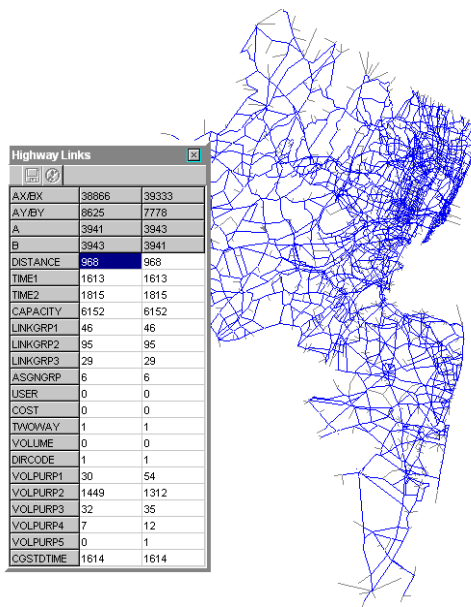 Highway Links
AX/BX 38866 39333
AY/BY 8625 7778
A 3941 3943
B 3943 3941
DISTANCE 968 968
TIME1 1613 1613
TIME2 1815 1815
CAPACITY 6152 6152
LINKGRP1 46 46
LINKGRP2 95 95
LINKGRP3 29 29
ASGNGRP 6 6
USER 0 0
COST 0 0
TWOWAY 1 1
VOLUME 0 0
DIRCODE 1 1
VOLPURP1 30 54
VOLPURP2 1449 1312
VOLPURP3 32 35
VOLPURP4 7 12
VOLPURP5 0 1
CGSTDTIME 1614 1614